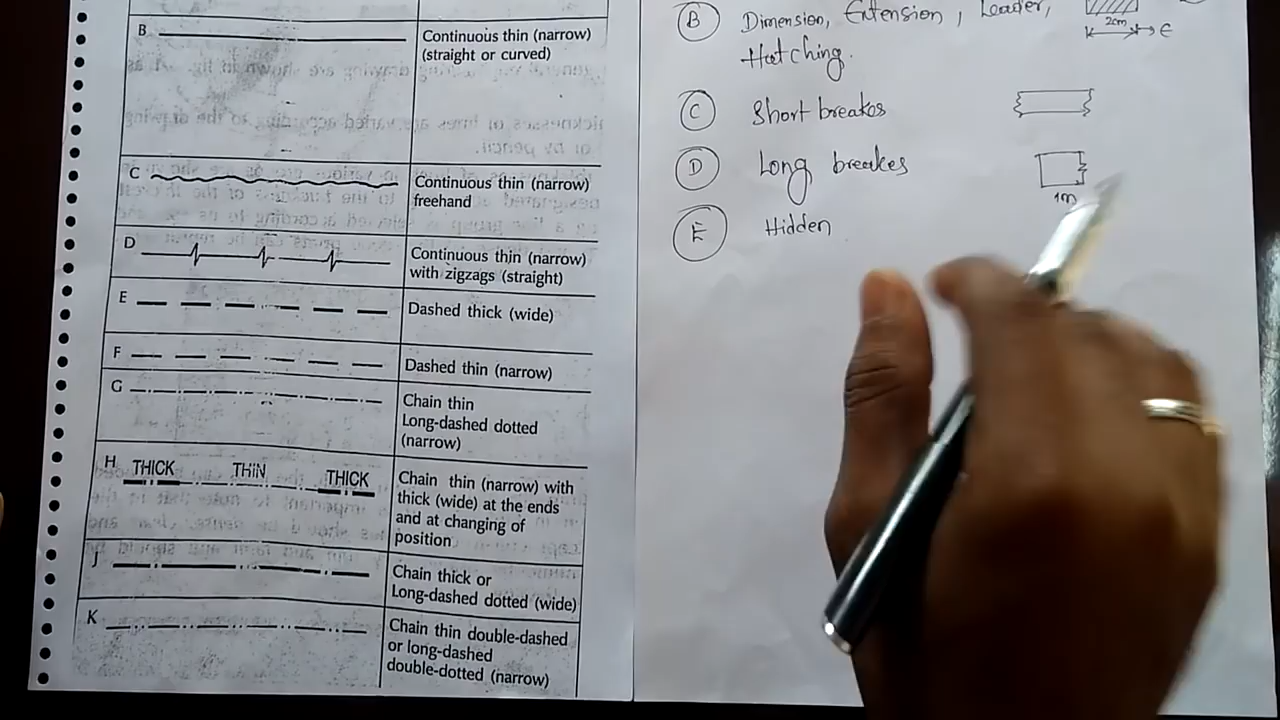 B
Continuous thin (narrow)
(straight or curved)
C
Continuous thin (narrow)
freehand
D
Continuous thin (narrow)
with zigzags (straight)
E
Dashed thick (wide)
F
Dashed thin (narrow)
G
Chain thin
Long-dashed dotted
(narrow)
H THICK THIN THICK
Chain thin (narrow) with
thick (wide) at the ends
and at changing of
position
J
Chain thick or
Long-dashed dotted (wide)
K
Chain thin double-dashed
or long-dashed
double-dotted (narrow)
B Dimension, Extension, Leader,
Hatching.
2cm
E
C Short breakes
D Long breakes
1m
E Hidden